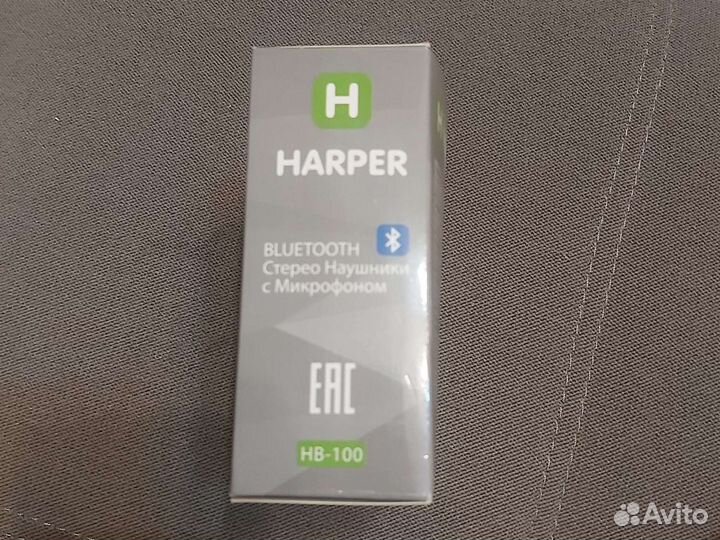 H
HARPER
BLUETOOTH
Стерео Наушники
с Микрофоном
EAC
HB-100
Avito